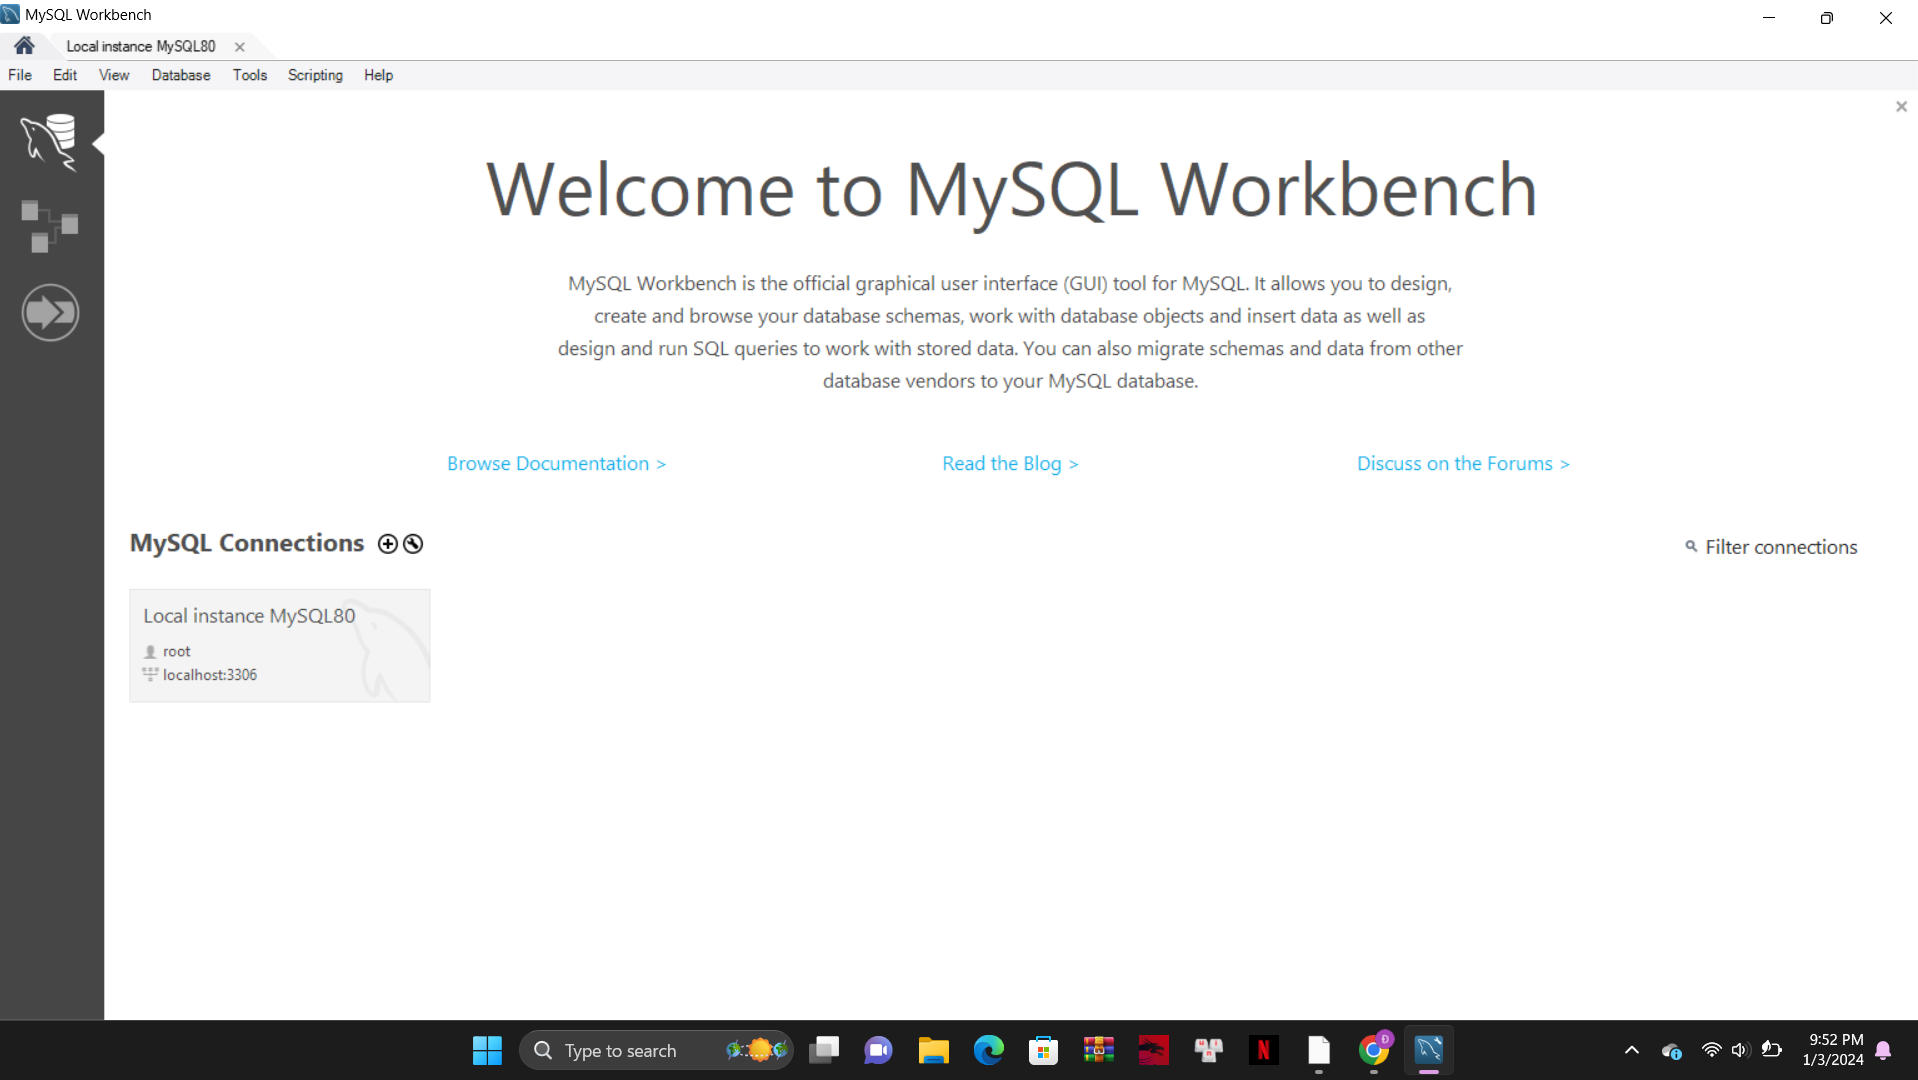 MySQL Workbench
Local instance MySQL80
File Edit View Database Tools Scripting Help
Welcome to MySQL Workbench
MySQL Workbench is the official graphical user interface (GUI) tool for MySQL. It allows you to design,
create and browse your database schemas, work with database objects and insert data as well as
design and run SQL queries to work with stored data. You can also migrate schemas and data from other
database vendors to your MySQL database.
Browse Documentation > Read the Blog > Discuss on the Forums >
MySQL Connections Filter connections
Local instance MySQL80
root
localhost:3306
Type to search
N
Đ
9:52 PM
1/3/2024